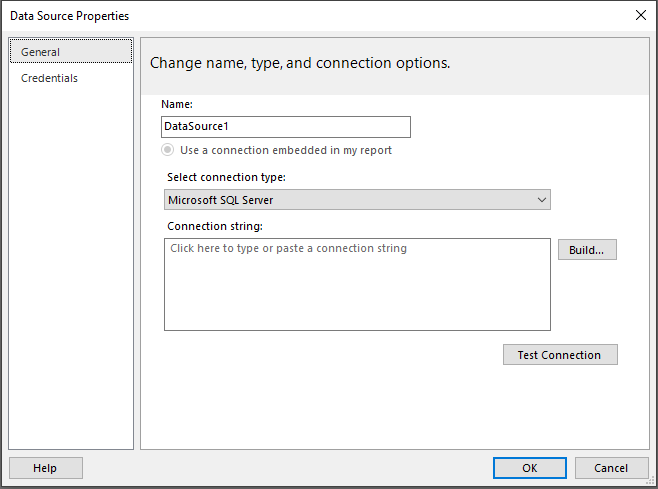 Data Source Properties
General
Credentials
Change name, type, and connection options.
Name:
DataSource1
Use a connection embedded in my report
Select connection type:
Microsoft SQL Server
Connection string:
Click here to type or paste a connection string
Build...
Test Connection
Help
OK
Cancel